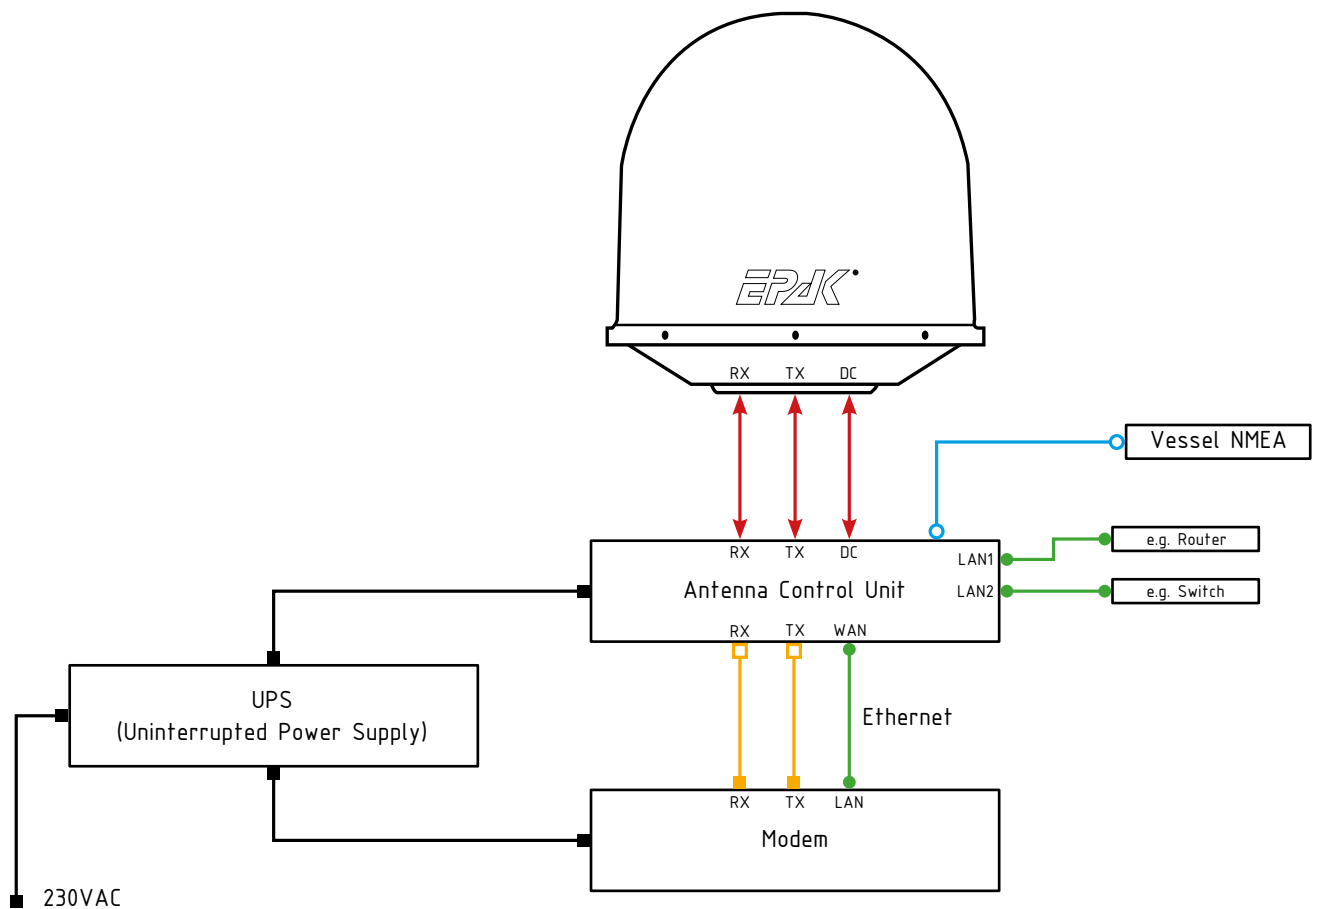 EPAK
RX TX DC
Vessel NMEA
RX TX DC
LAN1
e.g. Router
Antenna Control Unit
LAN2
e.g. Switch
RX TX WAN
UPS
(Uninterrupted Power Supply)
Ethernet
RX TX LAN
Modem
230VAC